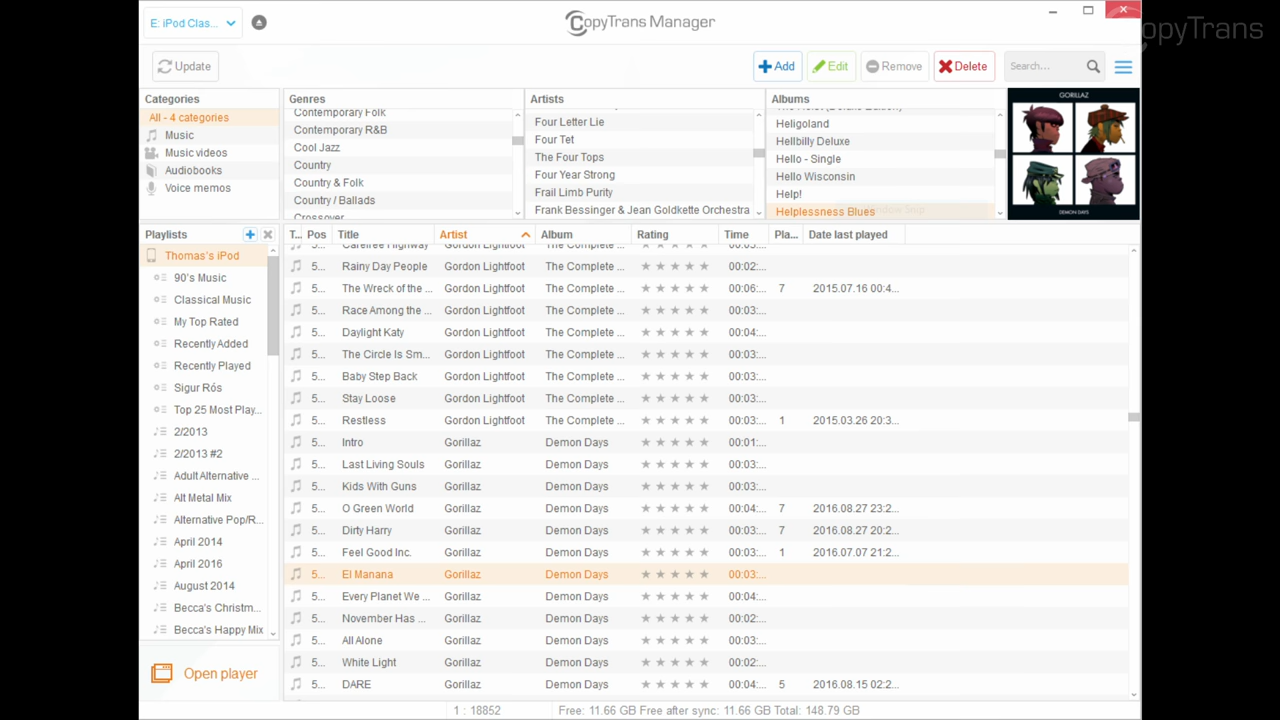 E: iPod Clas...
CopyTrans Manager
opyTrans
Update
Add
Edit
Remove
Delete
Search...
Categories
All - 4 categories
Music
Music videos
Audiobooks
Voice memos
Genres
Contemporary Folk
Contemporary R&B
Cool Jazz
Country
Country & Folk
Country / Ballads
Crossover
Artists
Four Letter Lie
Four Tet
The Four Tops
Four Year Strong
Frail Limb Purity
Frank Bessinger & Jean Goldkette Orchestra
Albums
Heligoland
Hellbilly Deluxe
Hello - Single
Hello Wisconsin
Help!
Helplessness Blues
GORILLAZ
DEMON DAYS
Playlists
Thomas's iPod
90's Music
Classical Music
My Top Rated
Recently Added
Recently Played
Sigur Rós
Top 25 Most Play...
2/2013
2/2013 #2
Adult Alternative ...
Alt Metal Mix
Alternative Pop/R...
April 2014
April 2016
August 2014
Becca's Christm...
Becca's Happy Mix
Open player
T... Pos Title Artist Album Rating Time Pla... Date last played
Carefree Highway Gordon Lightfoot The Complete ... 00:03:...
5... Rainy Day People Gordon Lightfoot The Complete ... 00:02:...
5... The Wreck of the ... Gordon Lightfoot The Complete ... 00:06:... 7 2015.07.16 00:4...
5... Race Among the ... Gordon Lightfoot The Complete ... 00:03:...
5... Daylight Katy Gordon Lightfoot The Complete ... 00:04:...
5... The Circle Is Sm... Gordon Lightfoot The Complete ... 00:03:...
5... Baby Step Back Gordon Lightfoot The Complete ... 00:03:...
5... Stay Loose Gordon Lightfoot The Complete ... 00:03:...
5... Restless Gordon Lightfoot The Complete ... 00:03:... 1 2015.03.26 20:3...
5... Intro Gorillaz Demon Days 00:01:...
5... Last Living Souls Gorillaz Demon Days 00:03:...
5... Kids With Guns Gorillaz Demon Days 00:03:...
5... O Green World Gorillaz Demon Days 00:04:... 7 2016.08.27 23:2...
5... Dirty Harry Gorillaz Demon Days 00:03:... 7 2016.08.27 20:2...
5... Feel Good Inc. Gorillaz Demon Days 00:03:... 1 2016.07.07 21:2...
5... El Manana Gorillaz Demon Days 00:03:...
5... Every Planet We ... Gorillaz Demon Days 00:04:...
5... November Has ... Gorillaz Demon Days 00:02:...
5... All Alone Gorillaz Demon Days 00:03:...
5... White Light Gorillaz Demon Days 00:02:...
5... DARE Gorillaz Demon Days 00:04:... 5 2016.08.15 02:2...
1 : 18852
Free: 11.66 GB Free after sync: 11.66 GB Total: 148.79 GB